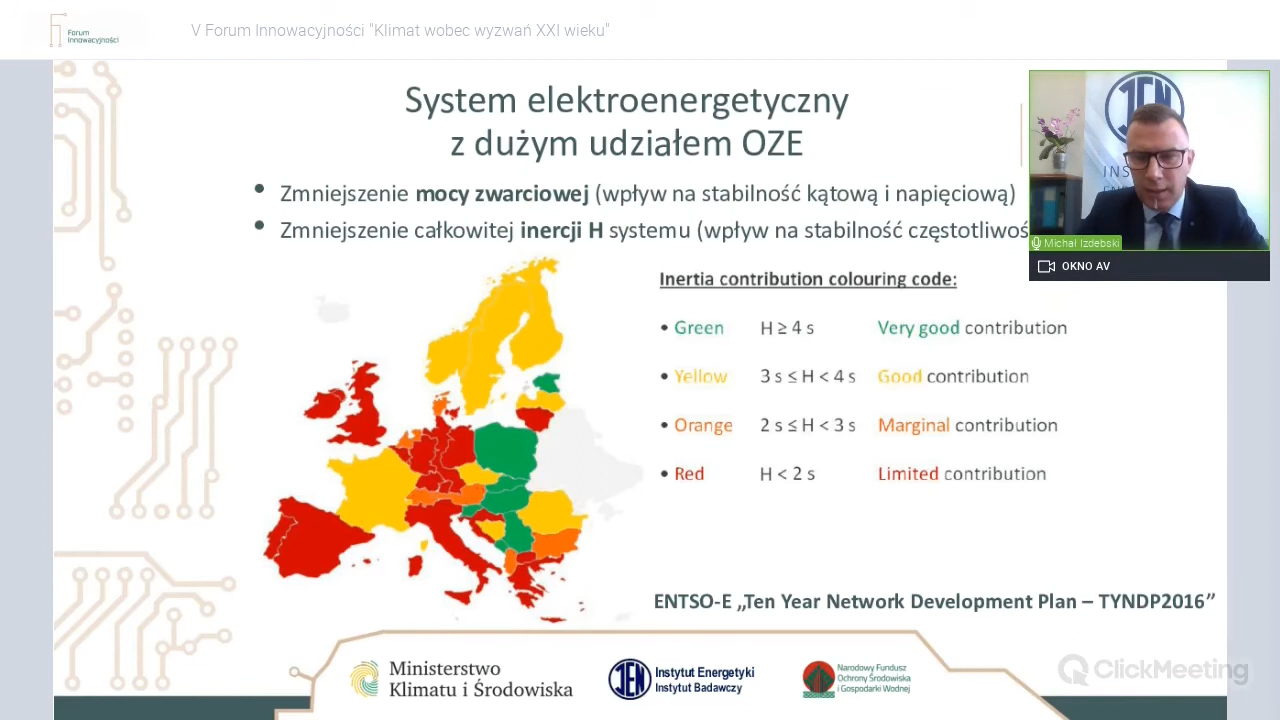 Forum
Innowacyjności
V Forum Innowacyjności "Klimat wobec wyzwań XXI wieku"
System elektroenergetyczny
z dużym udziałem OZE
• Zmniejszenie mocy zwarciowej (wpływ na stabilność kątową i napięciową)
• Zmniejszenie całkowitej inercji H systemu (wpływ na stabilność częstotliwoś
JEN
INS
Michał Izdebski
OKNO AV
Inertia contribution colouring code:
• Green H ≥ 4 s Very good contribution
• Yellow 3 s ≤ H < 4 s Good contribution
• Orange 2 s ≤ H < 3 s Marginal contribution
• Red H < 2 s Limited contribution
ENTSO-E „Ten Year Network Development Plan – TYNDP2016”
Ministerstwo
Klimatu i Środowiska
JEN
Instytut Energetyki
Instytut Badawczy
Narodowy Fundusz
Ochrony Środowiska
i Gospodarki Wodnej
ClickMeeting